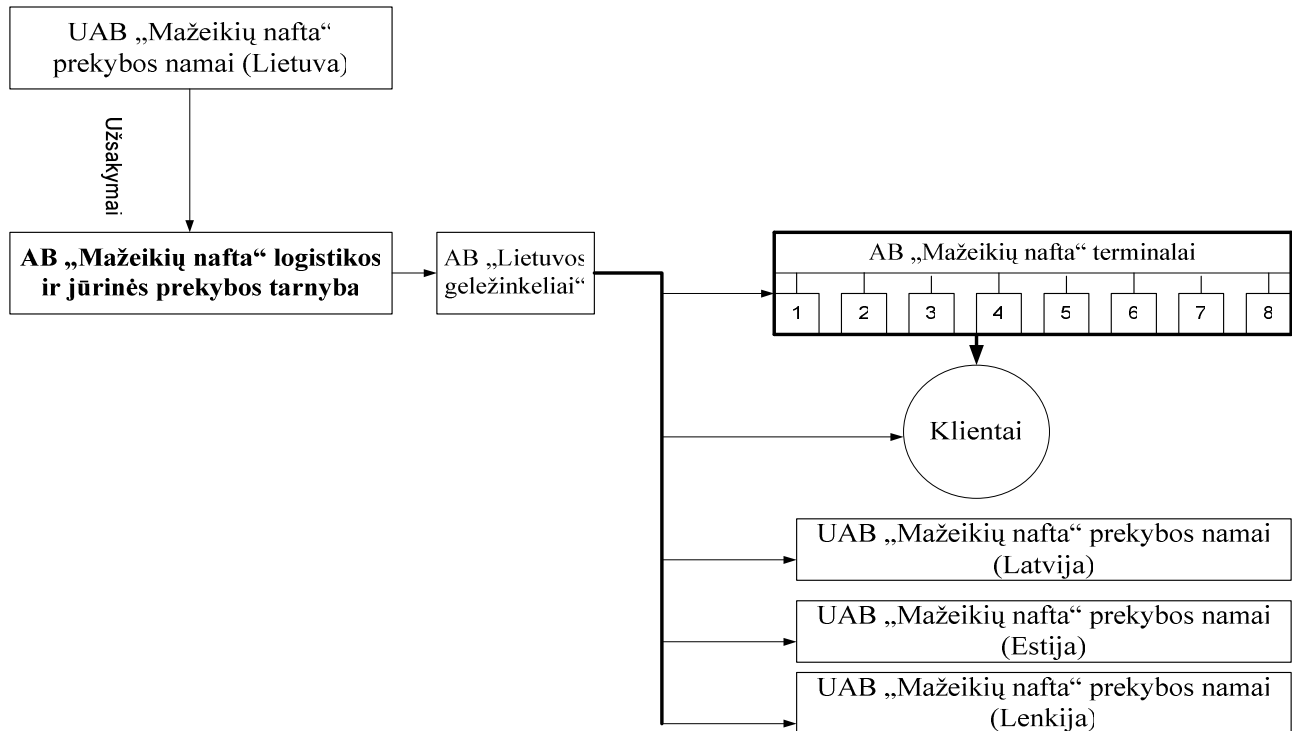 UAB „Mažeikių nafta“
prekybos namai (Lietuva)
Užsakymai
AB „Mažeikių nafta“ logistikos
ir jūrinės prekybos tarnyba
AB „Lietuvos
geležinkeliai“
AB „Mažeikių nafta“ terminalai
1 2 3 4 5 6 7 8
Klientai
UAB „Mažeikių nafta“ prekybos namai
(Latvija)
UAB „Mažeikių nafta“ prekybos namai
(Estija)
UAB „Mažeikių nafta“ prekybos namai
(Lenkija)